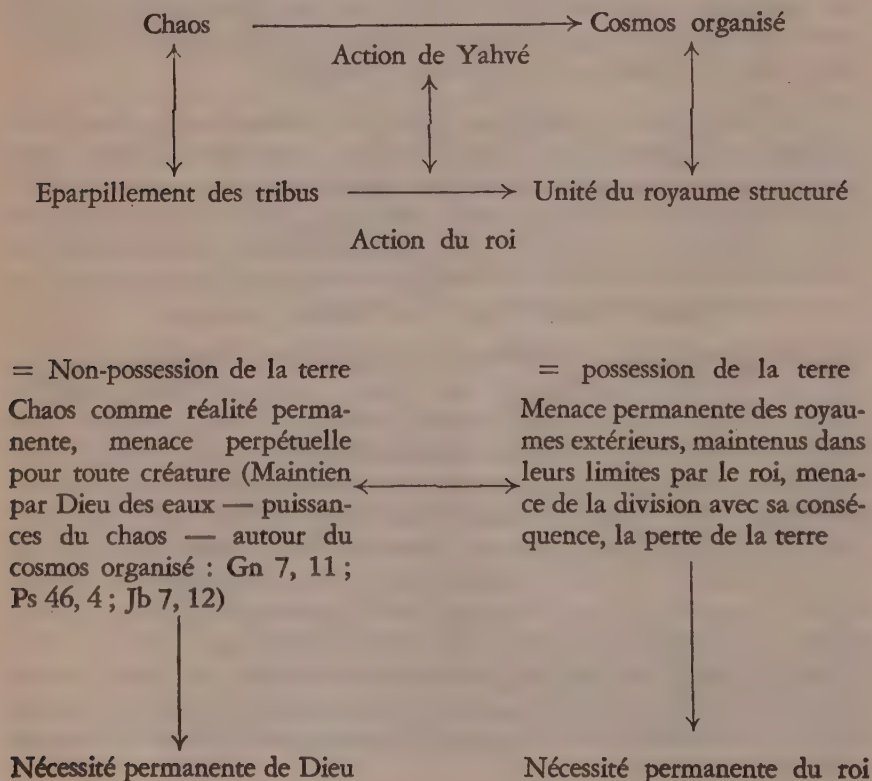 Chaos Cosmos organisé
Action de Yahvé
Eparpillement des tribus Unité du royaume structuré
Action du roi
= Non-possession de la terre
Chaos comme réalité perma-
nente, menace perpétuelle
pour toute créature (Maintien
par Dieu des eaux — puissan-
ces du chaos — autour du
cosmos organisé : Gn 7, 11 ;
Ps 46, 4 ; Jb 7, 12)
= possession de la terre
Menace permanente des royau-
mes extérieurs, maintenus dans
leurs limites par le roi, mena-
ce de la division avec sa consé-
quence, la perte de la terre
Nécessité permanente de Dieu Nécessité permanente du roi